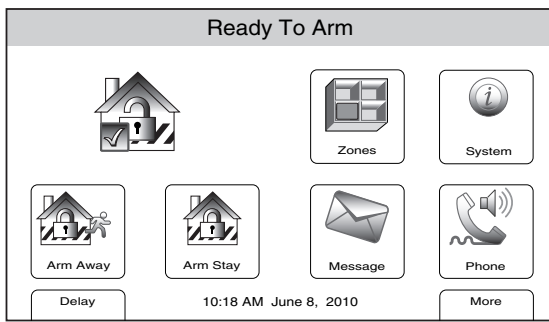 Ready To Arm
Zones
System
Arm Away
Arm Stay
Message
Phone
Delay
10:18 AM June 8, 2010
More